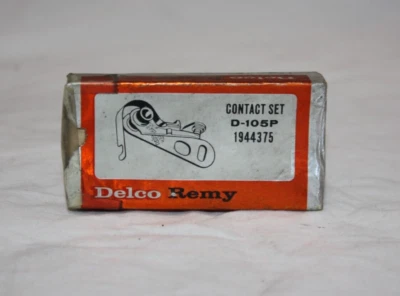 CONTACT SET
D-105P
1944375
Delco Remy